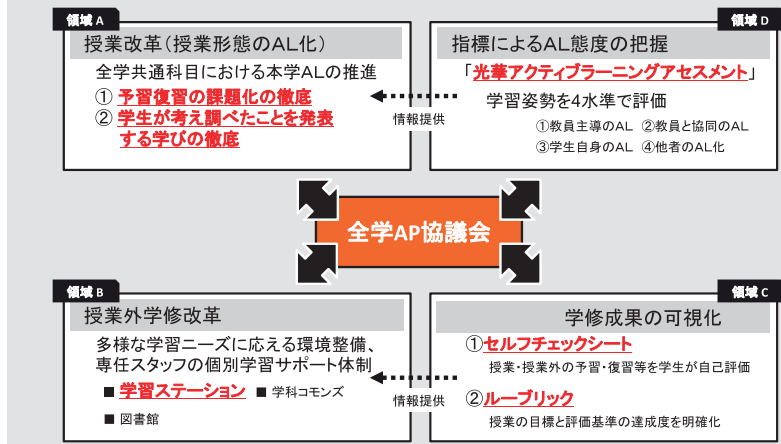 領域 A
授業改革(授業形態のAL化)
全学共通科目における本学ALの推進
① 予習復習の課題化の徹底
② 学生が考え調べたことを発表
する学びの徹底
領域 D
指標によるAL態度の把握
「光華アクティブラーニングアセスメント」
学習姿勢を4水準で評価
①教員主導のAL ②教員と協同のAL
③学生自身のAL ④他者のAL化
情報提供
全学AP協議会
領域 B
授業外学修改革
多様な学習ニーズに応える環境整備、
専任スタッフの個別学習サポート体制
■ 学習ステーション ■ 学科コモンズ
■ 図書館
領域 C
学修成果の可視化
①セルフチェックシート
授業・授業外の予習・復習等を学生が自己評価
②ルーブリック
授業の目標と評価基準の達成度を明確化
情報提供